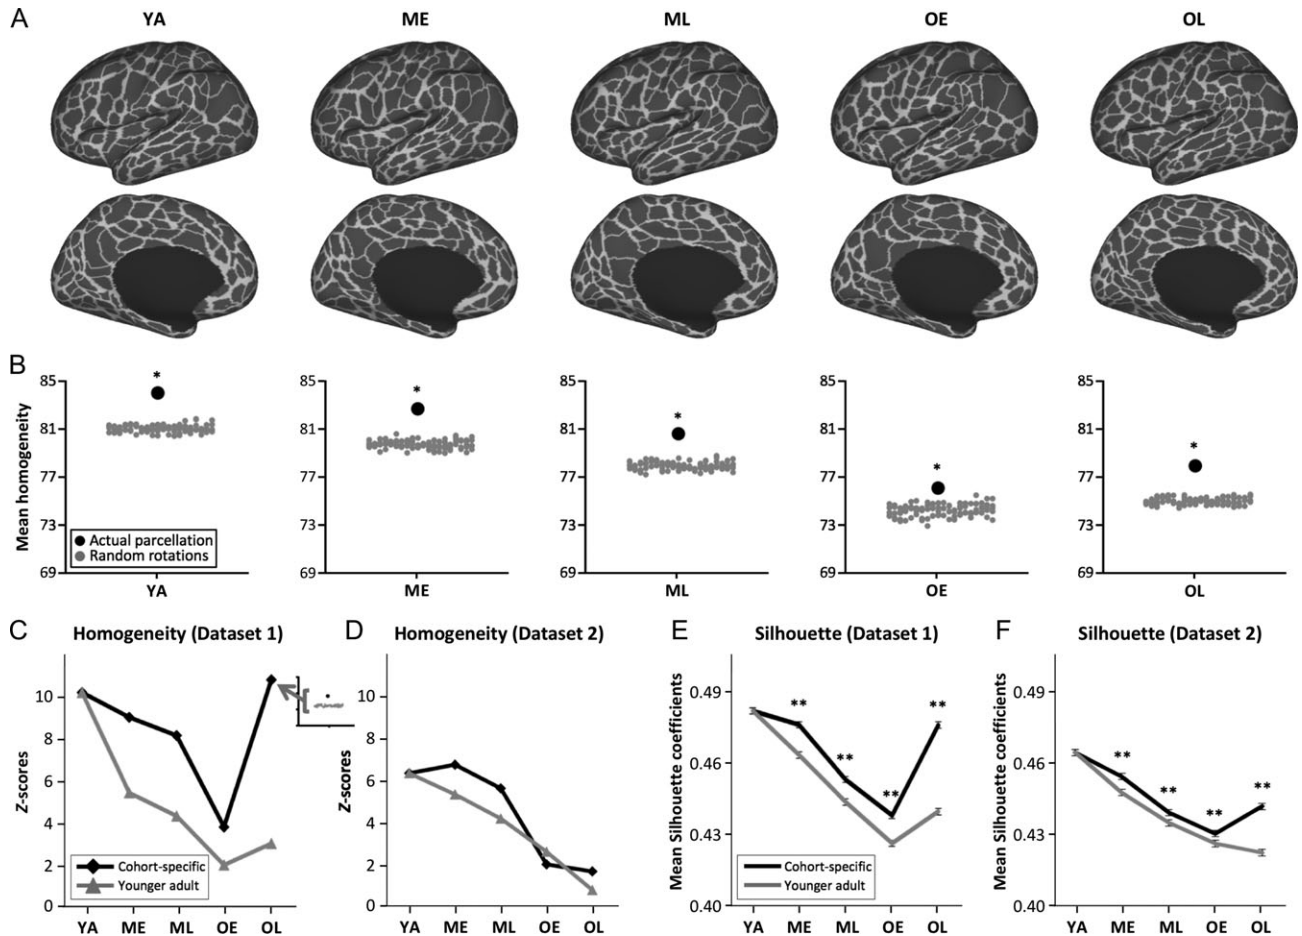 A
YA ME ML OE OL
B
Mean homogeneity
85 81 77 73 69
* Actual parcellation
Random rotations
YA
85 81 77 73 69
*
ME
85 81 77 73 69
*
ML
85 81 77 73 69
*
OE
85 81 77 73 69
*
OL
C Homogeneity (Dataset 1)
Z-scores
10 8 6 4 2 0
Cohort-specific
Younger adult
YA ME ML OE OL
D Homogeneity (Dataset 2)
Z-scores
10 8 6 4 2 0
YA ME ML OE OL
E Silhouette (Dataset 1)
Mean Silhouette coefficients
0.49 0.46 0.43 0.40
** ** ** **
Cohort-specific
Younger adult
YA ME ML OE OL
F Silhouette (Dataset 2)
Mean Silhouette coefficients
0.49 0.46 0.43 0.40
** ** ** **
YA ME ML OE OL